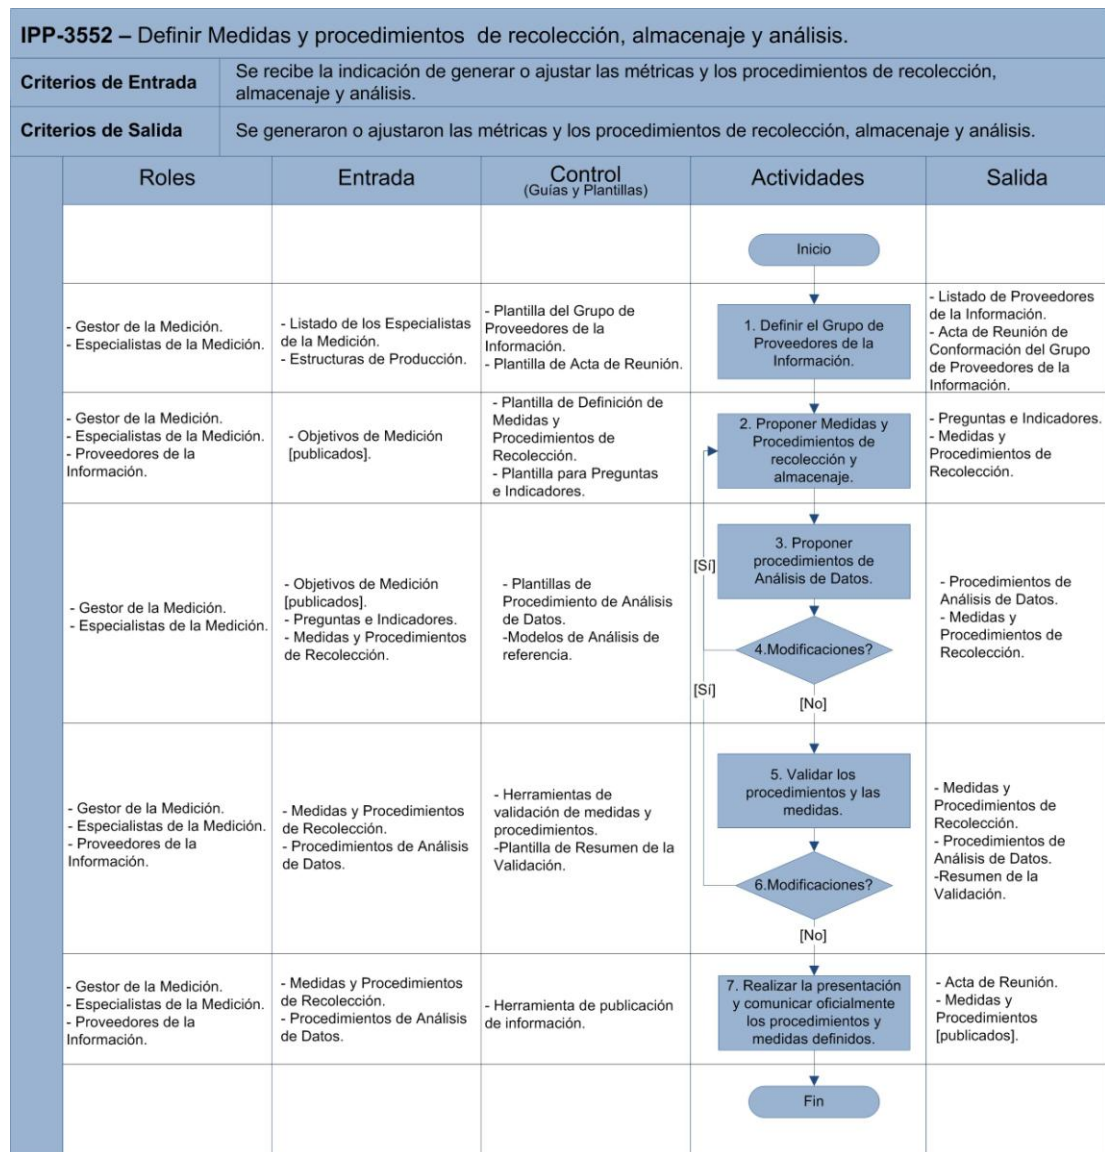 IPP-3552 – Definir Medidas y procedimientos de recolección, almacenaje y análisis.
Criterios de Entrada
Se recibe la indicación de generar o ajustar las métricas y los procedimientos de recolección,
almacenaje y análisis.
Criterios de Salida
Se generaron o ajustaron las métricas y los procedimientos de recolección, almacenaje y análisis.
Roles
Entrada
Control
(Guías y Plantillas)
Actividades
Salida
Inicio
- Gestor de la Medición.
- Especialistas de la Medición.
- Listado de los Especialistas
de la Medición.
- Estructuras de Producción.
- Plantilla del Grupo de
Proveedores de la
Información.
- Plantilla de Acta de Reunión.
1. Definir el Grupo de
Proveedores de la
Información.
- Listado de Proveedores
de la Información.
- Acta de Reunión de
Conformación del Grupo
de Proveedores de la
Información.
- Gestor de la Medición.
- Especialistas de la Medición.
- Proveedores de la
Información.
- Objetivos de Medición
[publicados].
- Plantilla de Definición de
Medidas y
Procedimientos de
Recolección.
- Plantilla para Preguntas
e Indicadores.
2. Proponer Medidas y
Procedimientos de
recolección y
almacenaje.
- Preguntas e Indicadores.
- Medidas y
Procedimientos de
Recolección.
- Gestor de la Medición.
- Especialistas de la Medición.
- Objetivos de Medición
[publicados].
- Preguntas e Indicadores.
- Medidas y Procedimientos
de Recolección.
- Plantillas de
Procedimiento de Análisis
de Datos.
-Modelos de Análisis de
referencia.
3. Proponer
procedimientos de
Análisis de Datos.
[Sí]
4.Modificaciones?
[Sí]
[No]
- Procedimientos de
Análisis de Datos.
- Medidas y
Procedimientos de
Recolección.
- Gestor de la Medición.
- Especialistas de la Medición.
- Proveedores de la
Información.
- Medidas y Procedimientos
de Recolección.
- Procedimientos de Análisis
de Datos.
- Herramientas de
validación de medidas y
procedimientos.
-Plantilla de Resumen de la
Validación.
5. Validar los
procedimientos y las
medidas.
6.Modificaciones?
[No]
- Medidas y
Procedimientos de
Recolección.
- Procedimientos de
Análisis de Datos.
-Resumen de la
Validación.
- Gestor de la Medición.
- Especialistas de la Medición.
- Proveedores de la
Información.
- Medidas y Procedimientos
de Recolección.
- Procedimientos de Análisis
de Datos.
- Herramienta de publicación
de información.
7. Realizar la presentación
y comunicar oficialmente
los procedimientos y
medidas definidos.
- Acta de Reunión.
- Medidas y
Procedimientos
[publicados].
Fin